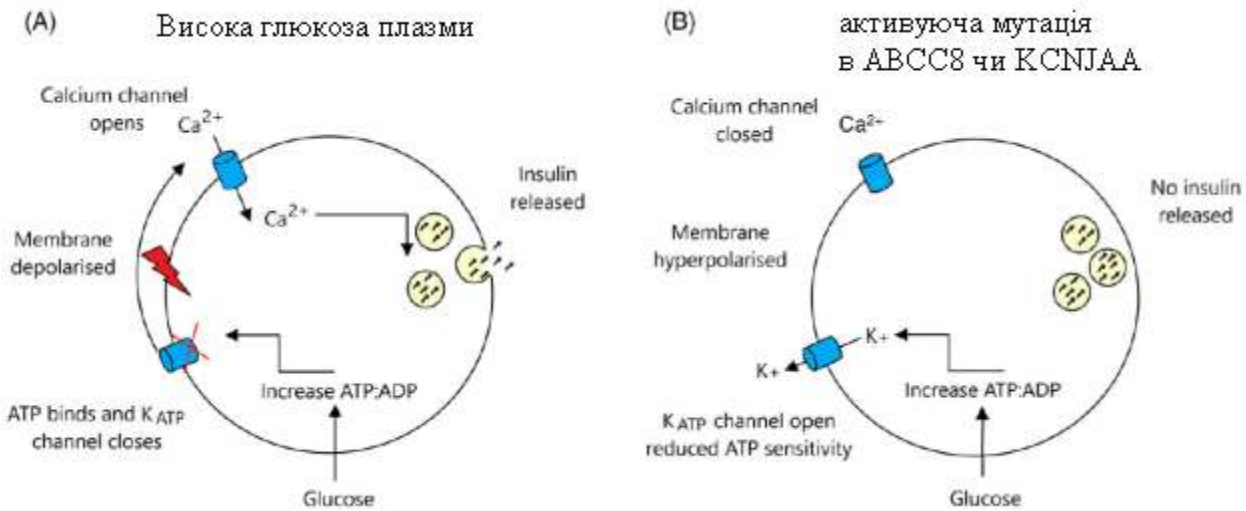 (A)
Висока глюкоза плазми
Calcium channel
opens
Ca2+
Ca2+
Insulin
released
Membrane
depolarised
Increase ATP:ADP
ATP binds and KATP
channel closes
Glucose
(B)
активуюча мутація
в ABCC8 чи KCNJAA
Calcium channel
closed
Ca2+
No insulin
released
Membrane
hyperpolarised
K+
K+
Increase ATP:ADP
KATP channel open
reduced ATP sensitivity
Glucose